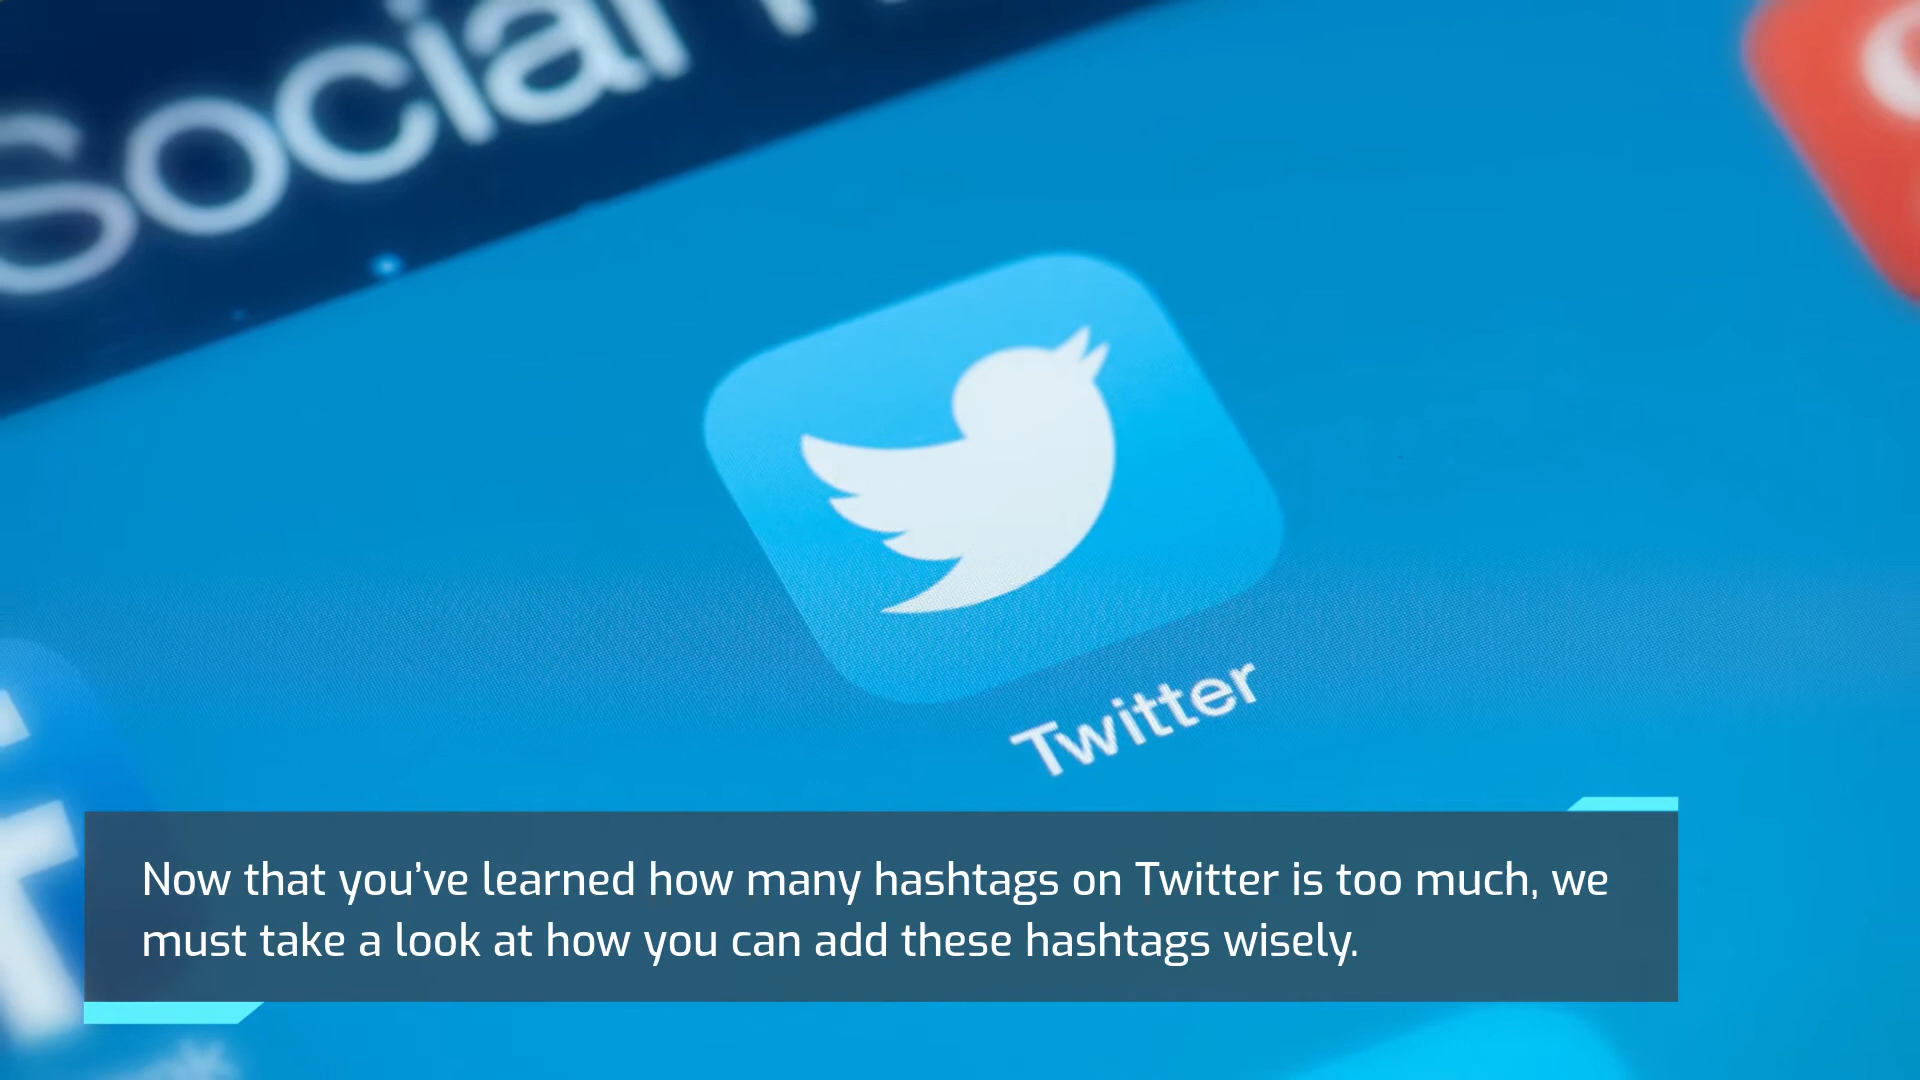 Social
Twitter
Now that you've learned how many hashtags on Twitter is too much, we
must take a look at how you can add these hashtags wisely.